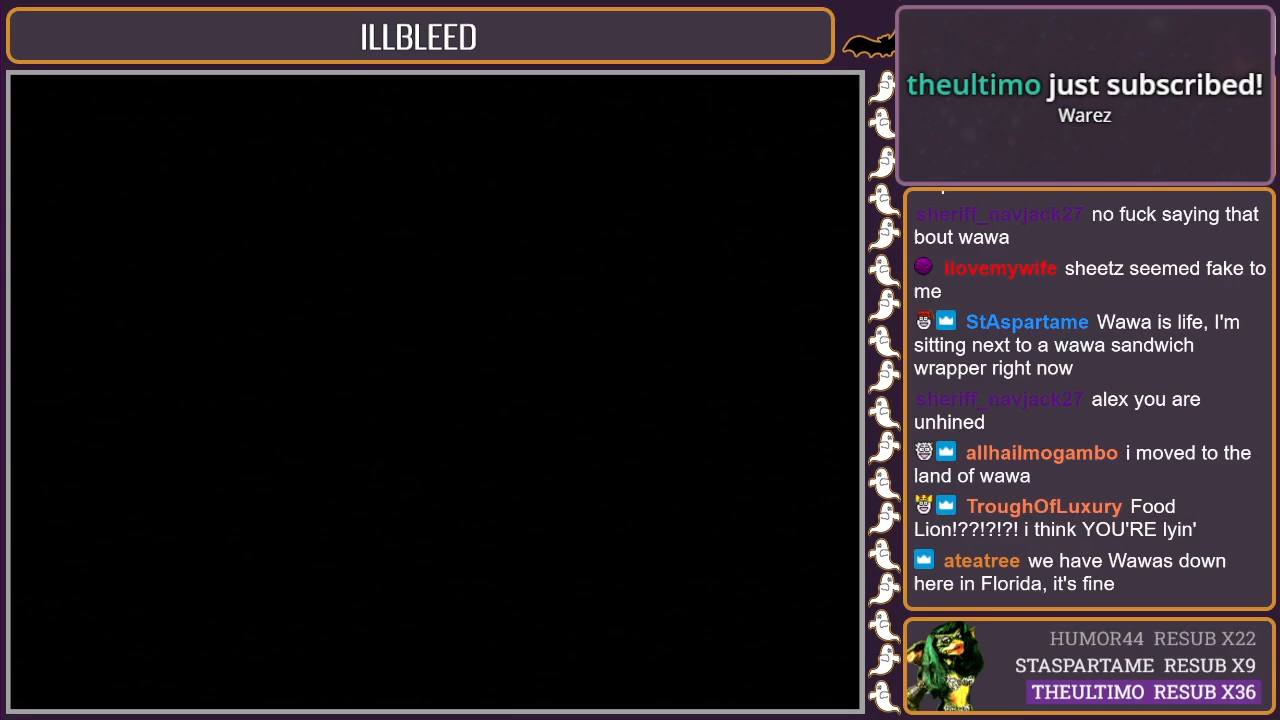 ILLBLEED
theultimo just subscribed!
Warez
sheriff_navjack27 no fuck saying that
bout wawa
ilovemywife sheetz seemed fake to
me
StAspartame Wawa is life, I'm
sitting next to a wawa sandwich
wrapper right now
sheriff_navjack27 alex you are
unhined
allhailmogambo i moved to the
land of wawa
TroughOfLuxury Food
Lion!??!?!?! i think YOU'RE lyin'
ateatree we have Wawas down
here in Florida, it's fine
HUMOR44 RESUB X22
STASPARTAME RESUB X9
THEULTIMO RESUB X36